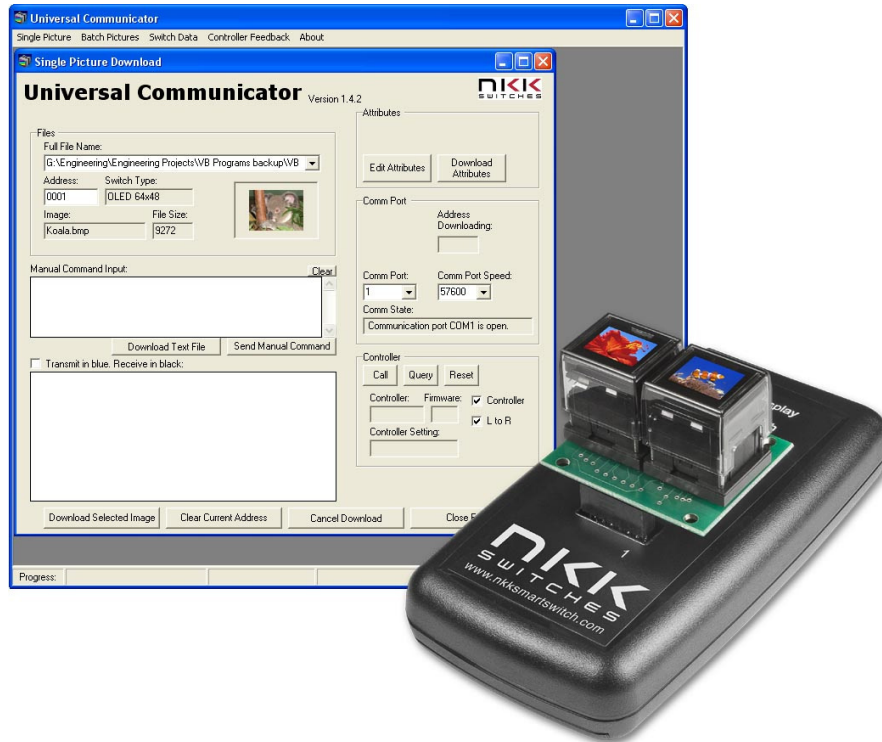 Universal Communicator
Single Picture Batch Pictures Switch Data Controller Feedback About
Single Picture Download
Universal Communicator Version 1.4.2
NKK
SWITCHES
Files
Full File Name:
G:\Engineering\Engineering Projects\VB Programs backup\VB
Address: Switch Type:
0001 OLED 64x48
Image: File Size:
Koala.bmp 9272
Manual Command Input: Clear
Download Text File Send Manual Command
Transmit in blue. Receive in black:
Attributes
Edit Attributes Download Attributes
Comm Port
Address
Downloading:
Comm Port: Comm Port Speed:
1 57600
Comm State:
Communication port COM1 is open.
Controller
Call Query Reset
Controller: Firmware: Controller
L to R
Controller Setting:
Download Selected Image Clear Current Address Cancel Download Close
Progress:
1
NKK
SWITCHES
www.nkksmartswitch.com